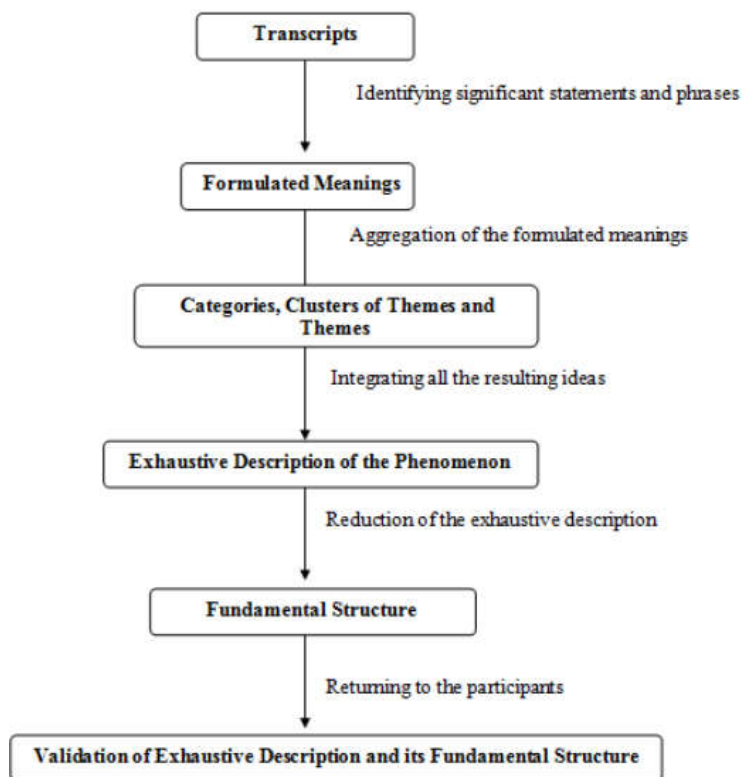 Transcripts
Identifying significant statements and phrases
Formulated Meanings
Aggregation of the formulated meanings
Categories, Clusters of Themes and
Themes
Integrating all the resulting ideas
Exhaustive Description of the Phenomenon
Reduction of the exhaustive description
Fundamental Structure
Returning to the participants
Validation of Exhaustive Description and its Fundamental Structure